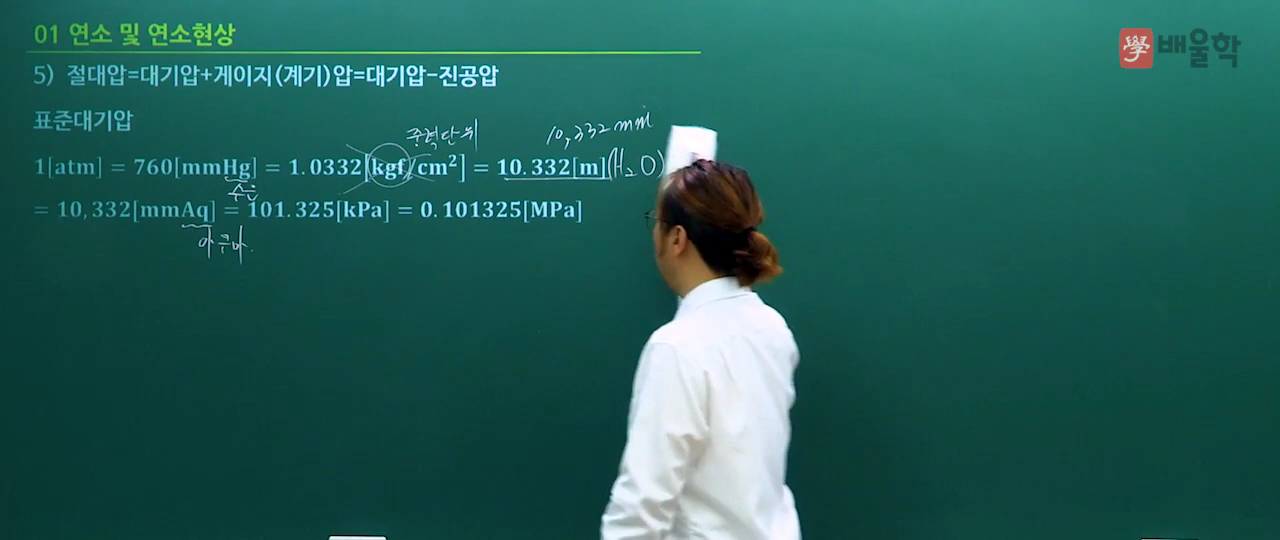 01 연소 및 연소현상
學 배울학
5) 절대압=대기압+게이지(계기)압=대기압-진공압
표준대기압
중력단위 10,332mm
1[atm] = 760[mmHg] = 1.0332[kgf/cm²] = 10.332[m](H₂O)
수은
= 10,332[mmAq] = 101.325[kPa] = 0.101325[MPa]
아쿠아.